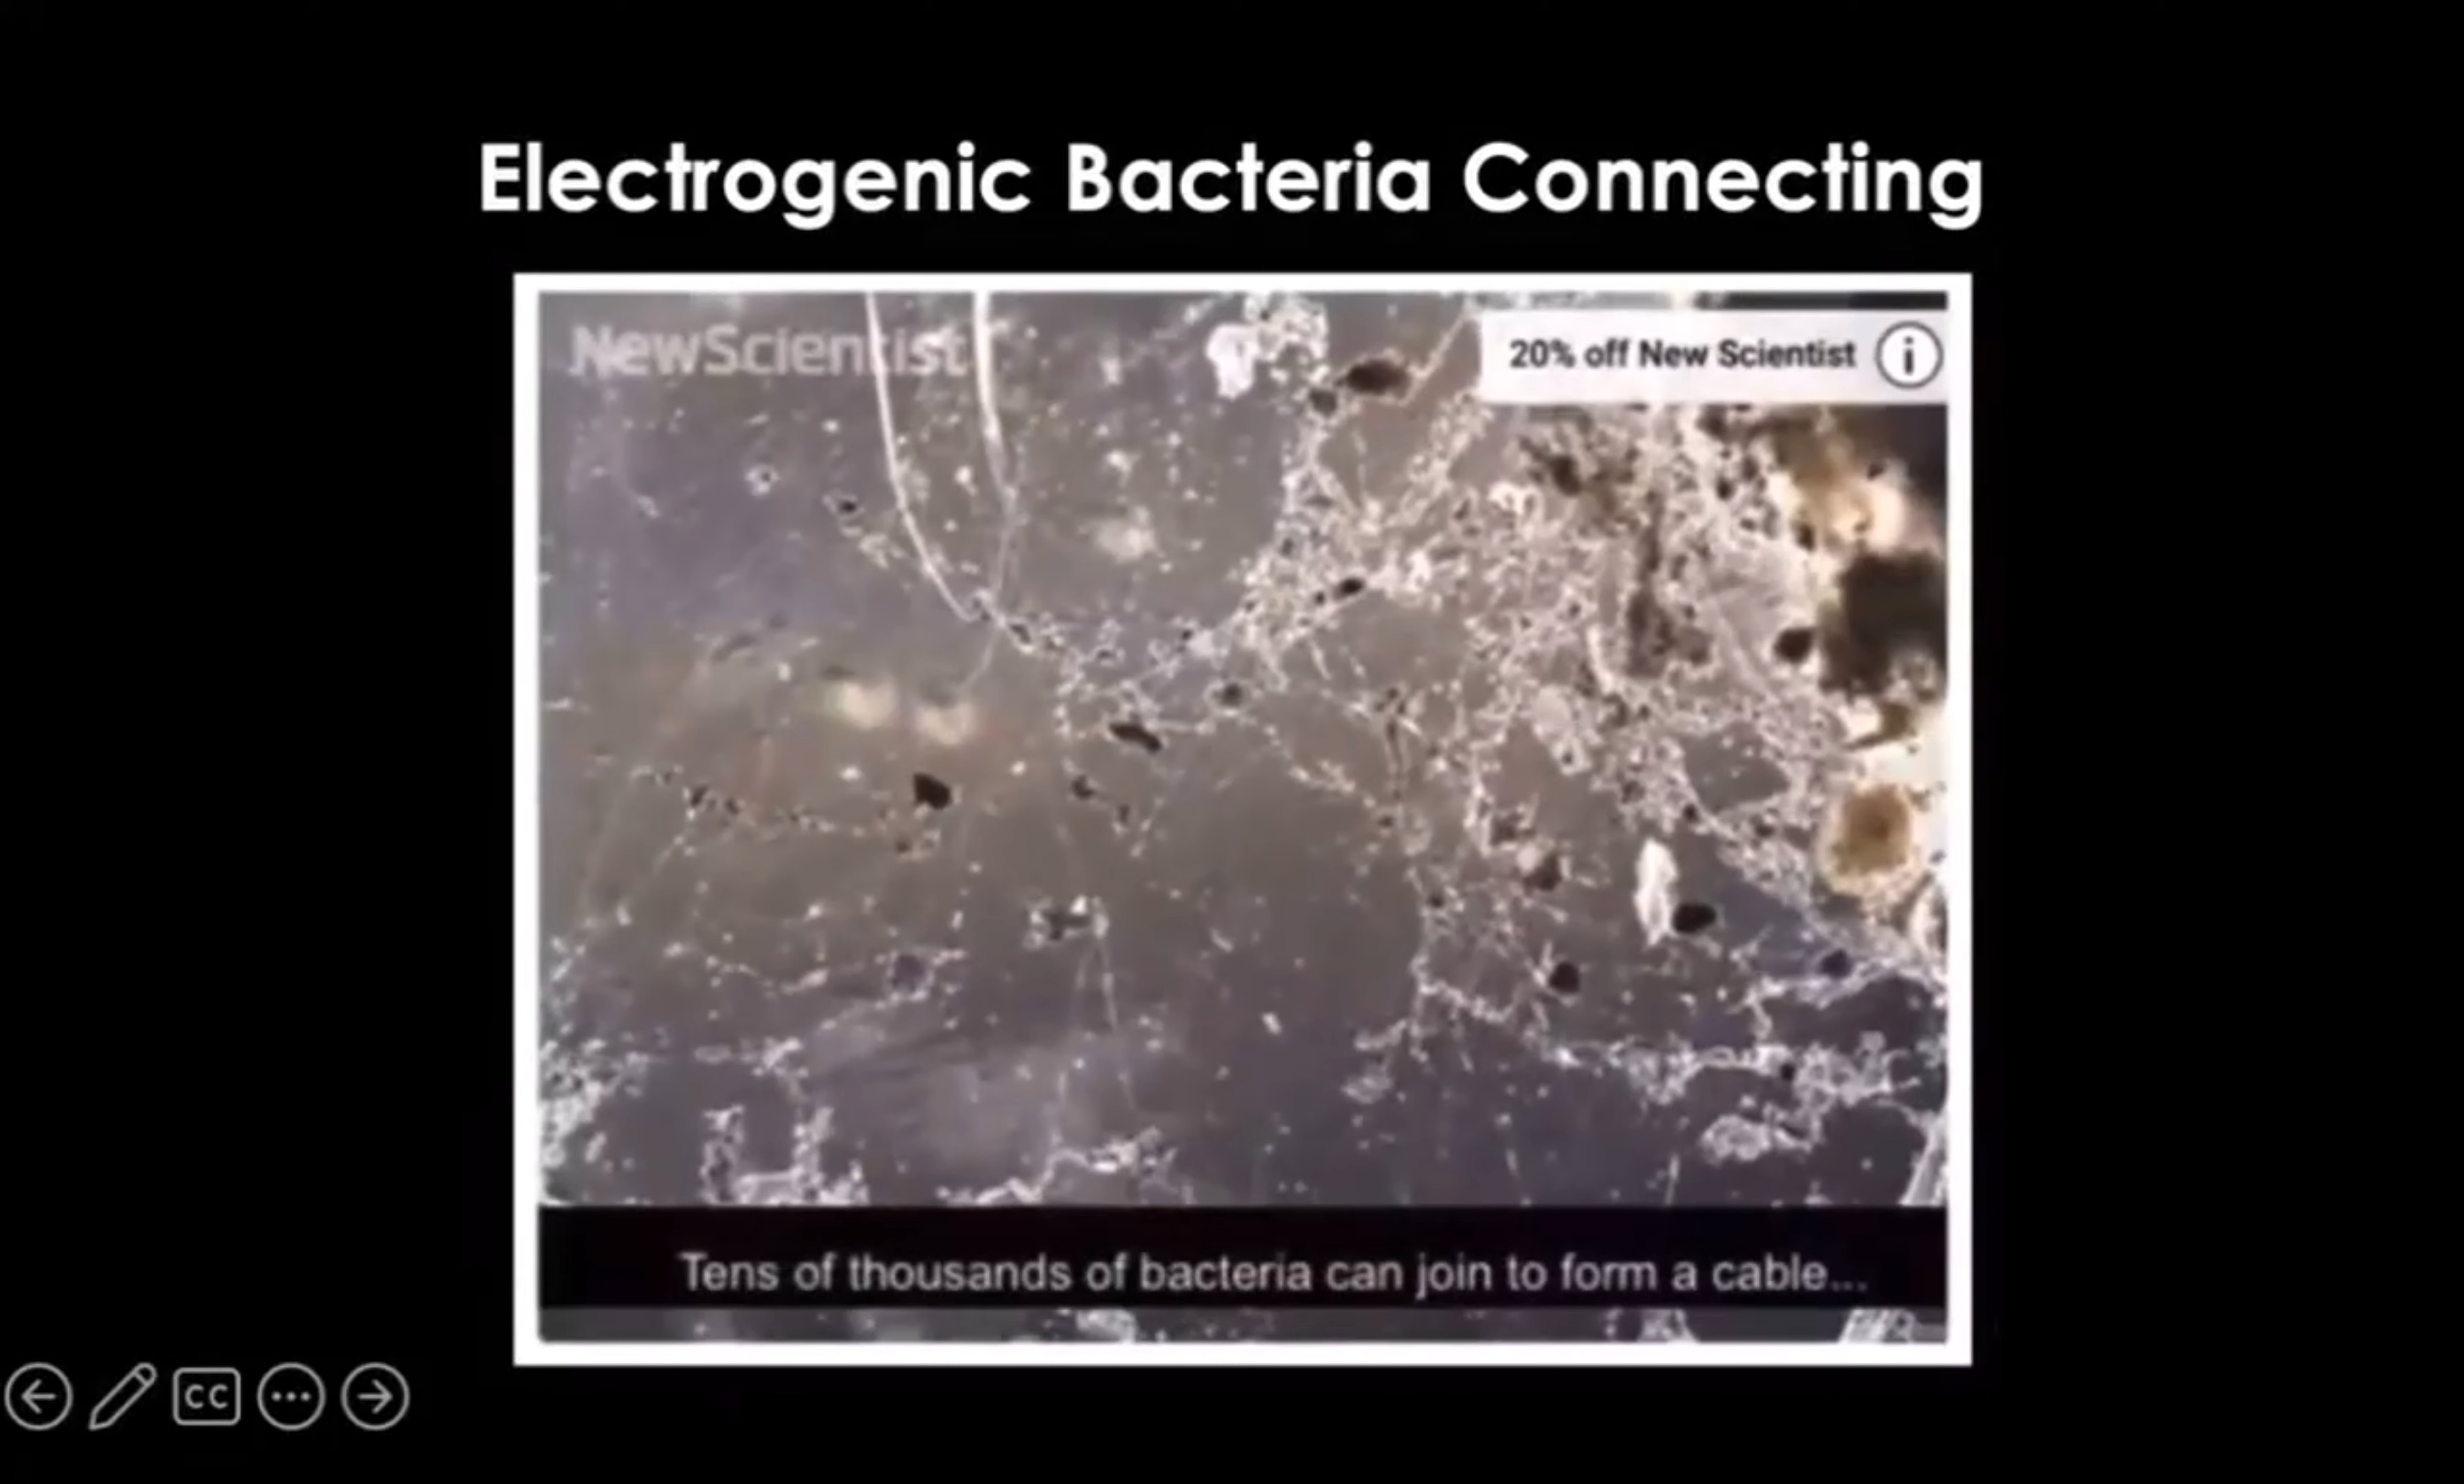 Electrogenic Bacteria Connecting
NewScientist
20% off New Scientist
Tens of thousands of bacteria can join to form a cable...
CC